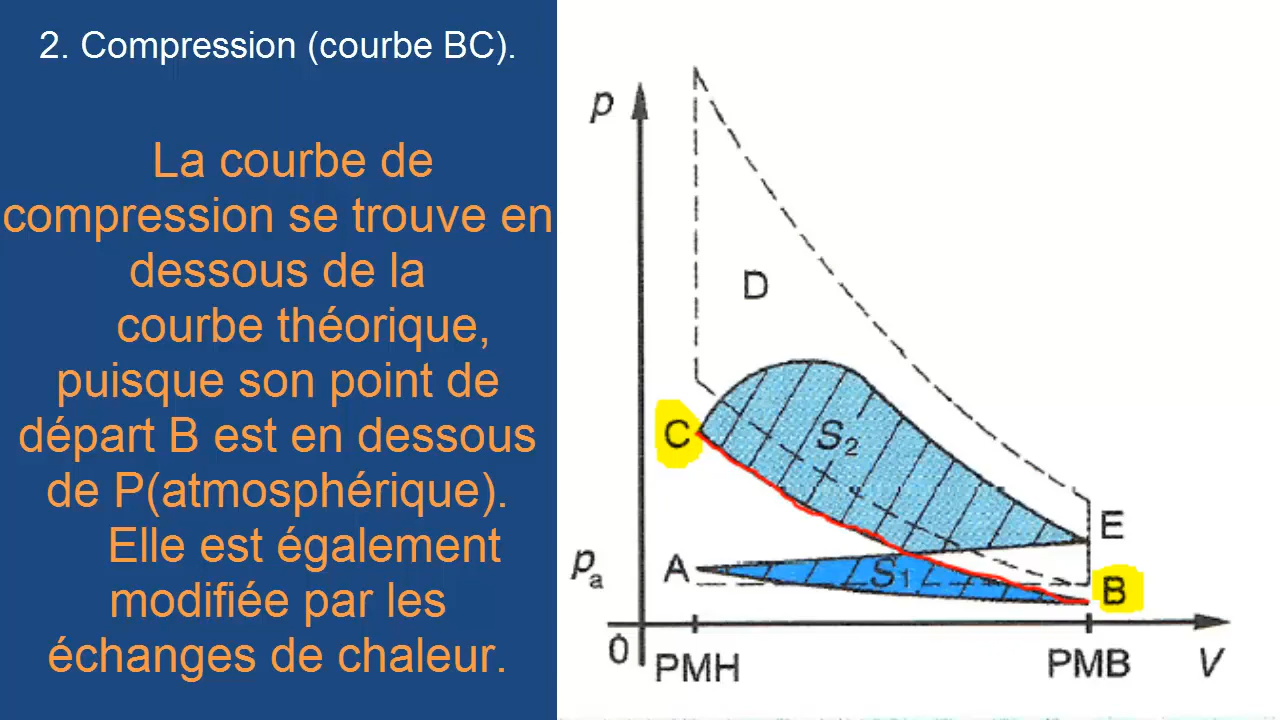 2. Compression (courbe BC).
La courbe de
compression se trouve en
dessous de la
courbe théorique,
puisque son point de
départ B est en dessous
de P(atmosphérique).
Elle est également
modifiée par les
échanges de chaleur.
p
D
C
S2
E
pa
A
S1
B
0
PMH
PMB
V